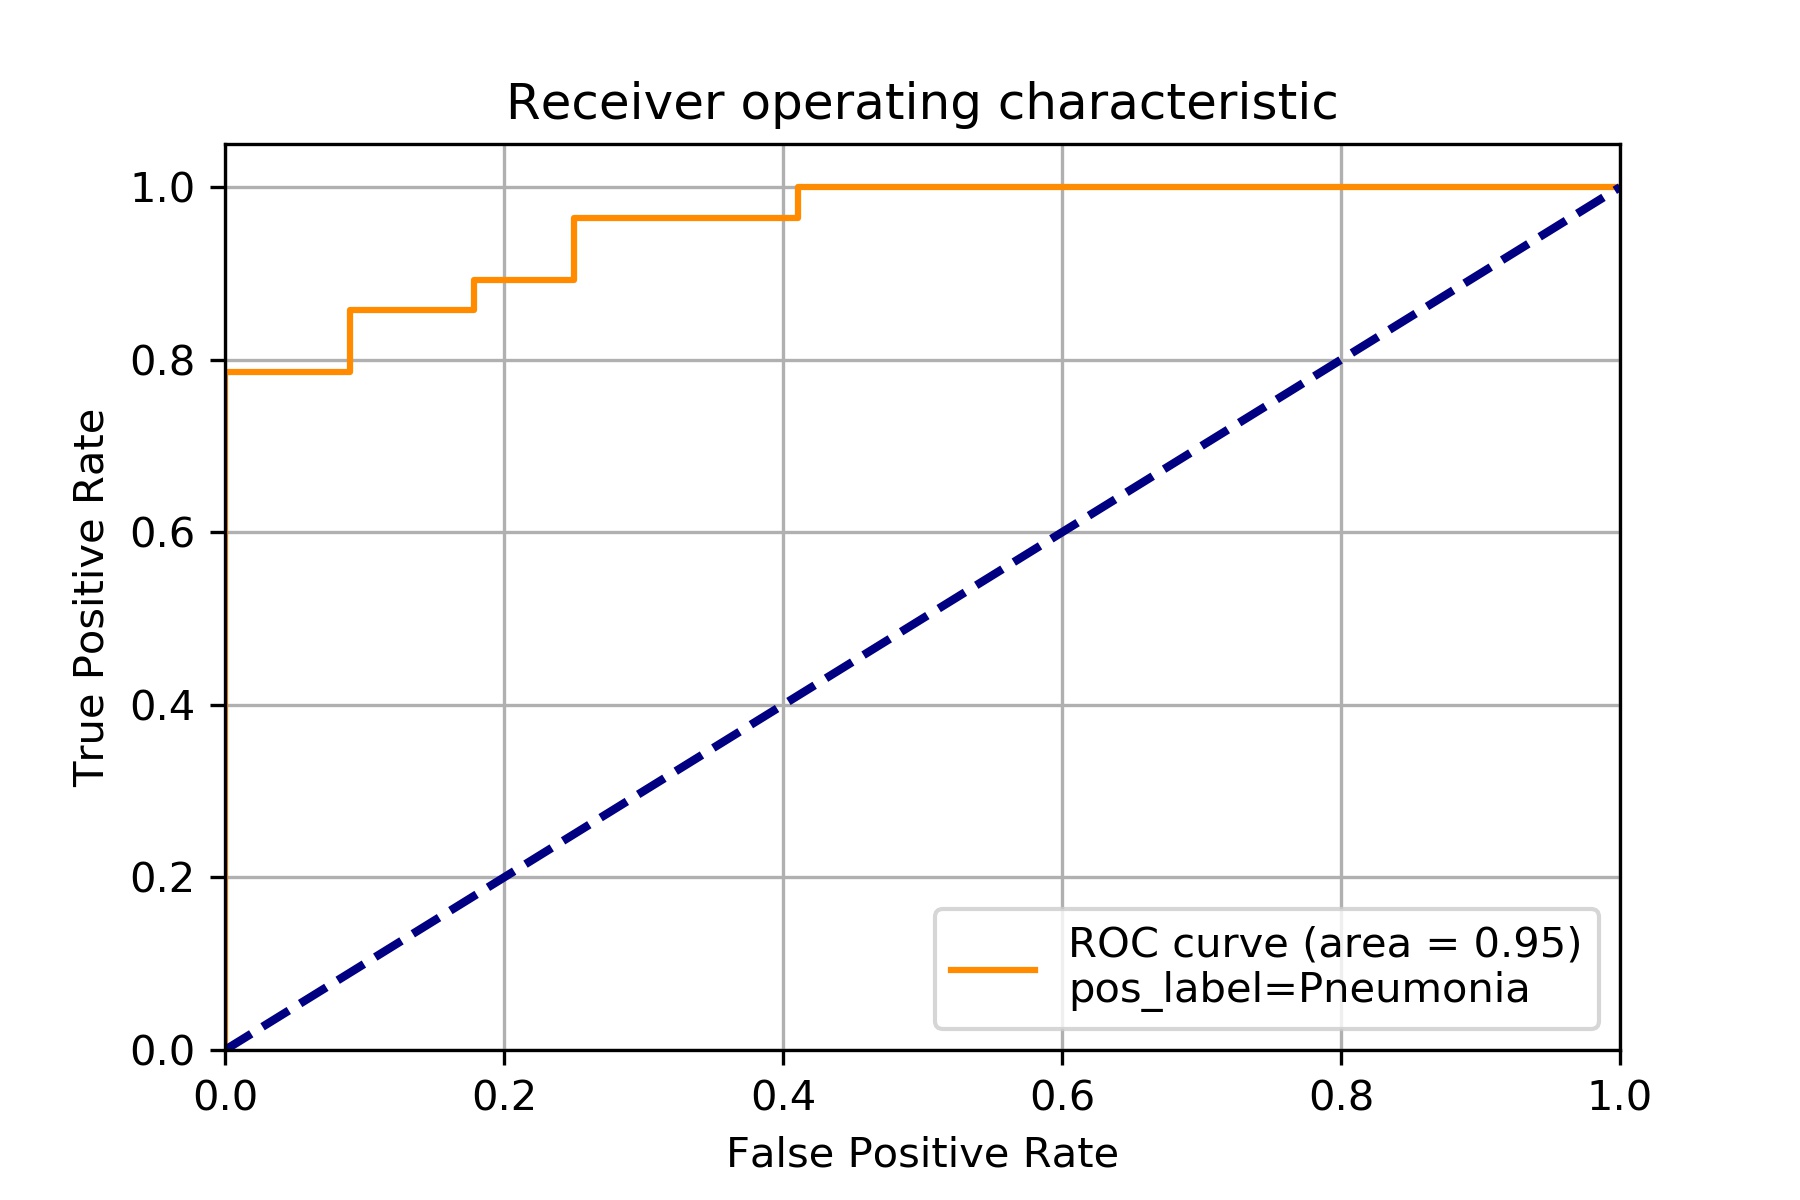 Receiver operating characteristic
1.0
0.8
0.6
0.4
0.2
0.0
True Positive Rate
ROC curve (area = 0.95)
pos_label=Pneumonia
0.0 0.2 0.4 0.6 0.8 1.0
False Positive Rate